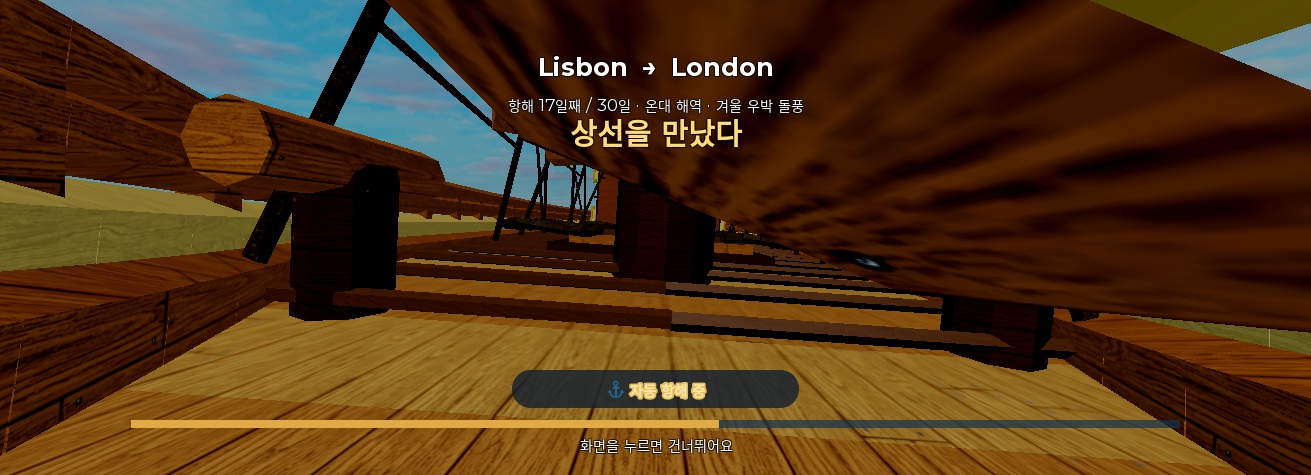 Lisbon → London
항해 17일째 / 30일 · 온대 해역 · 겨울 우박 돌풍
상선을 만났다
⚓ 자동 항해 중
화면을 누르면 건너뛰어요